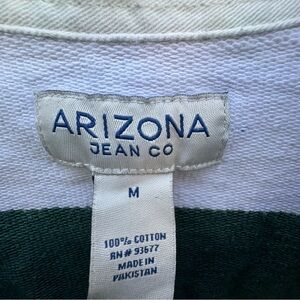 ARIZONA
JEAN CO
M
100% COTTON
RN# 93677
MADE IN
PAKISTAN